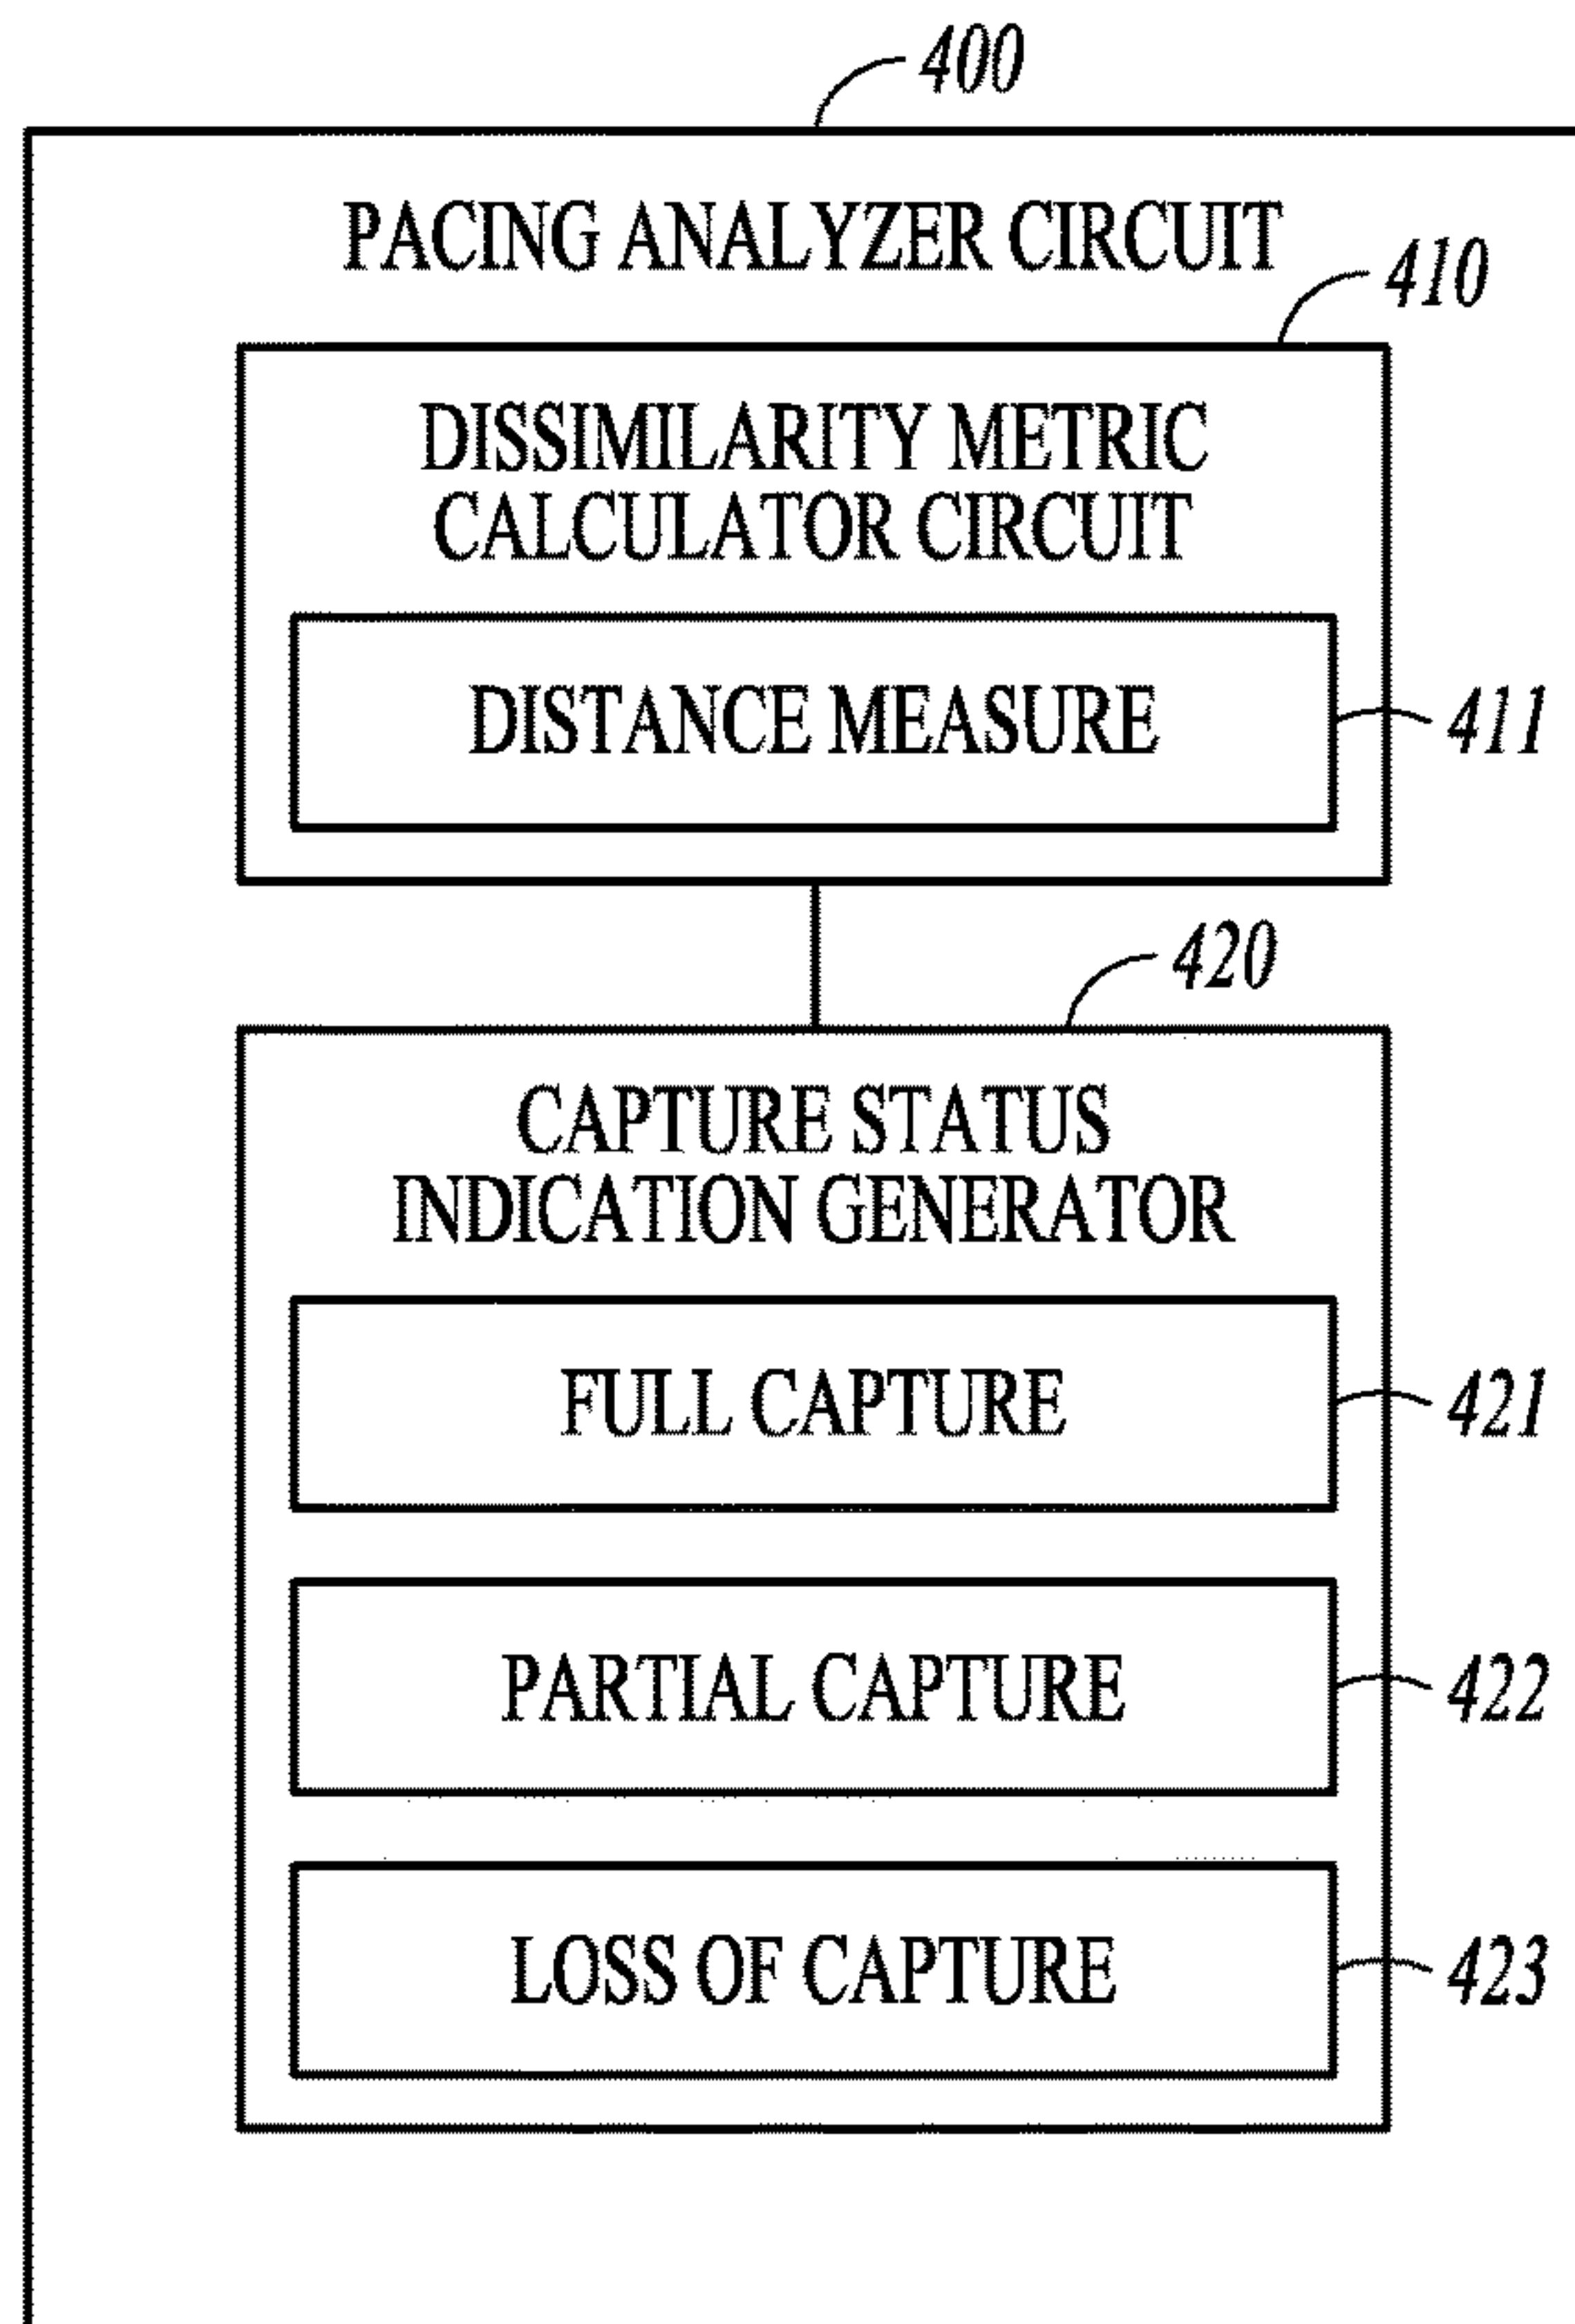 400
PACING ANALYZER CIRCUIT
410
DISSIMILARITY METRIC
CALCULATOR CIRCUIT
DISTANCE MEASURE
411
420
CAPTURE STATUS
INDICATION GENERATOR
FULL CAPTURE
421
PARTIAL CAPTURE
422
LOSS OF CAPTURE
423